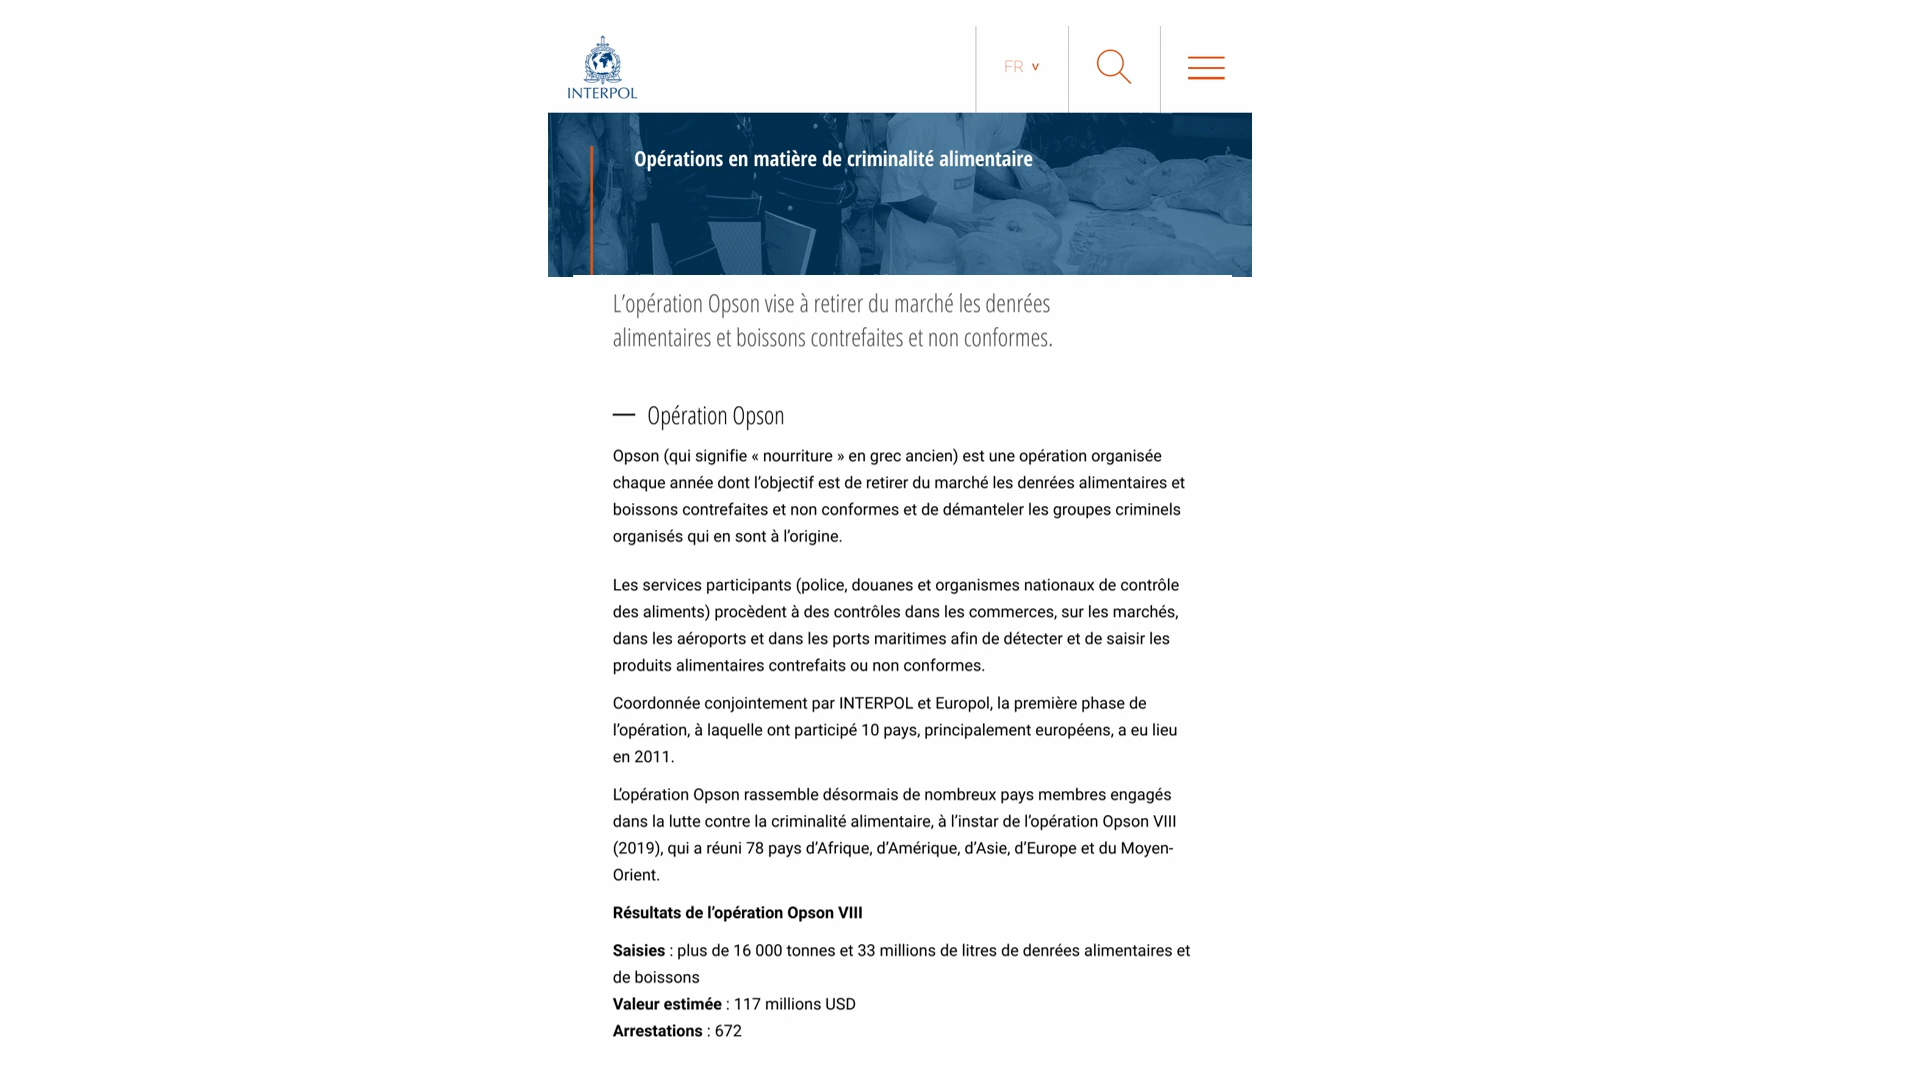 INTERPOL
FR v
Opérations en matière de criminalité alimentaire
L’opération Opson vise à retirer du marché les denrées
alimentaires et boissons contrefaites et non conformes.
— Opération Opson
Opson (qui signifie « nourriture » en grec ancien) est une opération organisée
chaque année dont l’objectif est de retirer du marché les denrées alimentaires et
boissons contrefaites et non conformes et de démanteler les groupes criminels
organisés qui en sont à l’origine.
Les services participants (police, douanes et organismes nationaux de contrôle
des aliments) procèdent à des contrôles dans les commerces, sur les marchés,
dans les aéroports et dans les ports maritimes afin de détecter et de saisir les
produits alimentaires contrefaits ou non conformes.
Coordonnée conjointement par INTERPOL et Europol, la première phase de
l’opération, à laquelle ont participé 10 pays, principalement européens, a eu lieu
en 2011.
L’opération Opson rassemble désormais de nombreux pays membres engagés
dans la lutte contre la criminalité alimentaire, à l’instar de l’opération Opson VIII
(2019), qui a réuni 78 pays d’Afrique, d’Amérique, d’Asie, d’Europe et du Moyen-
Orient.
Résultats de l’opération Opson VIII
Saisies : plus de 16 000 tonnes et 33 millions de litres de denrées alimentaires et
de boissons
Valeur estimée : 117 millions USD
Arrestations : 672